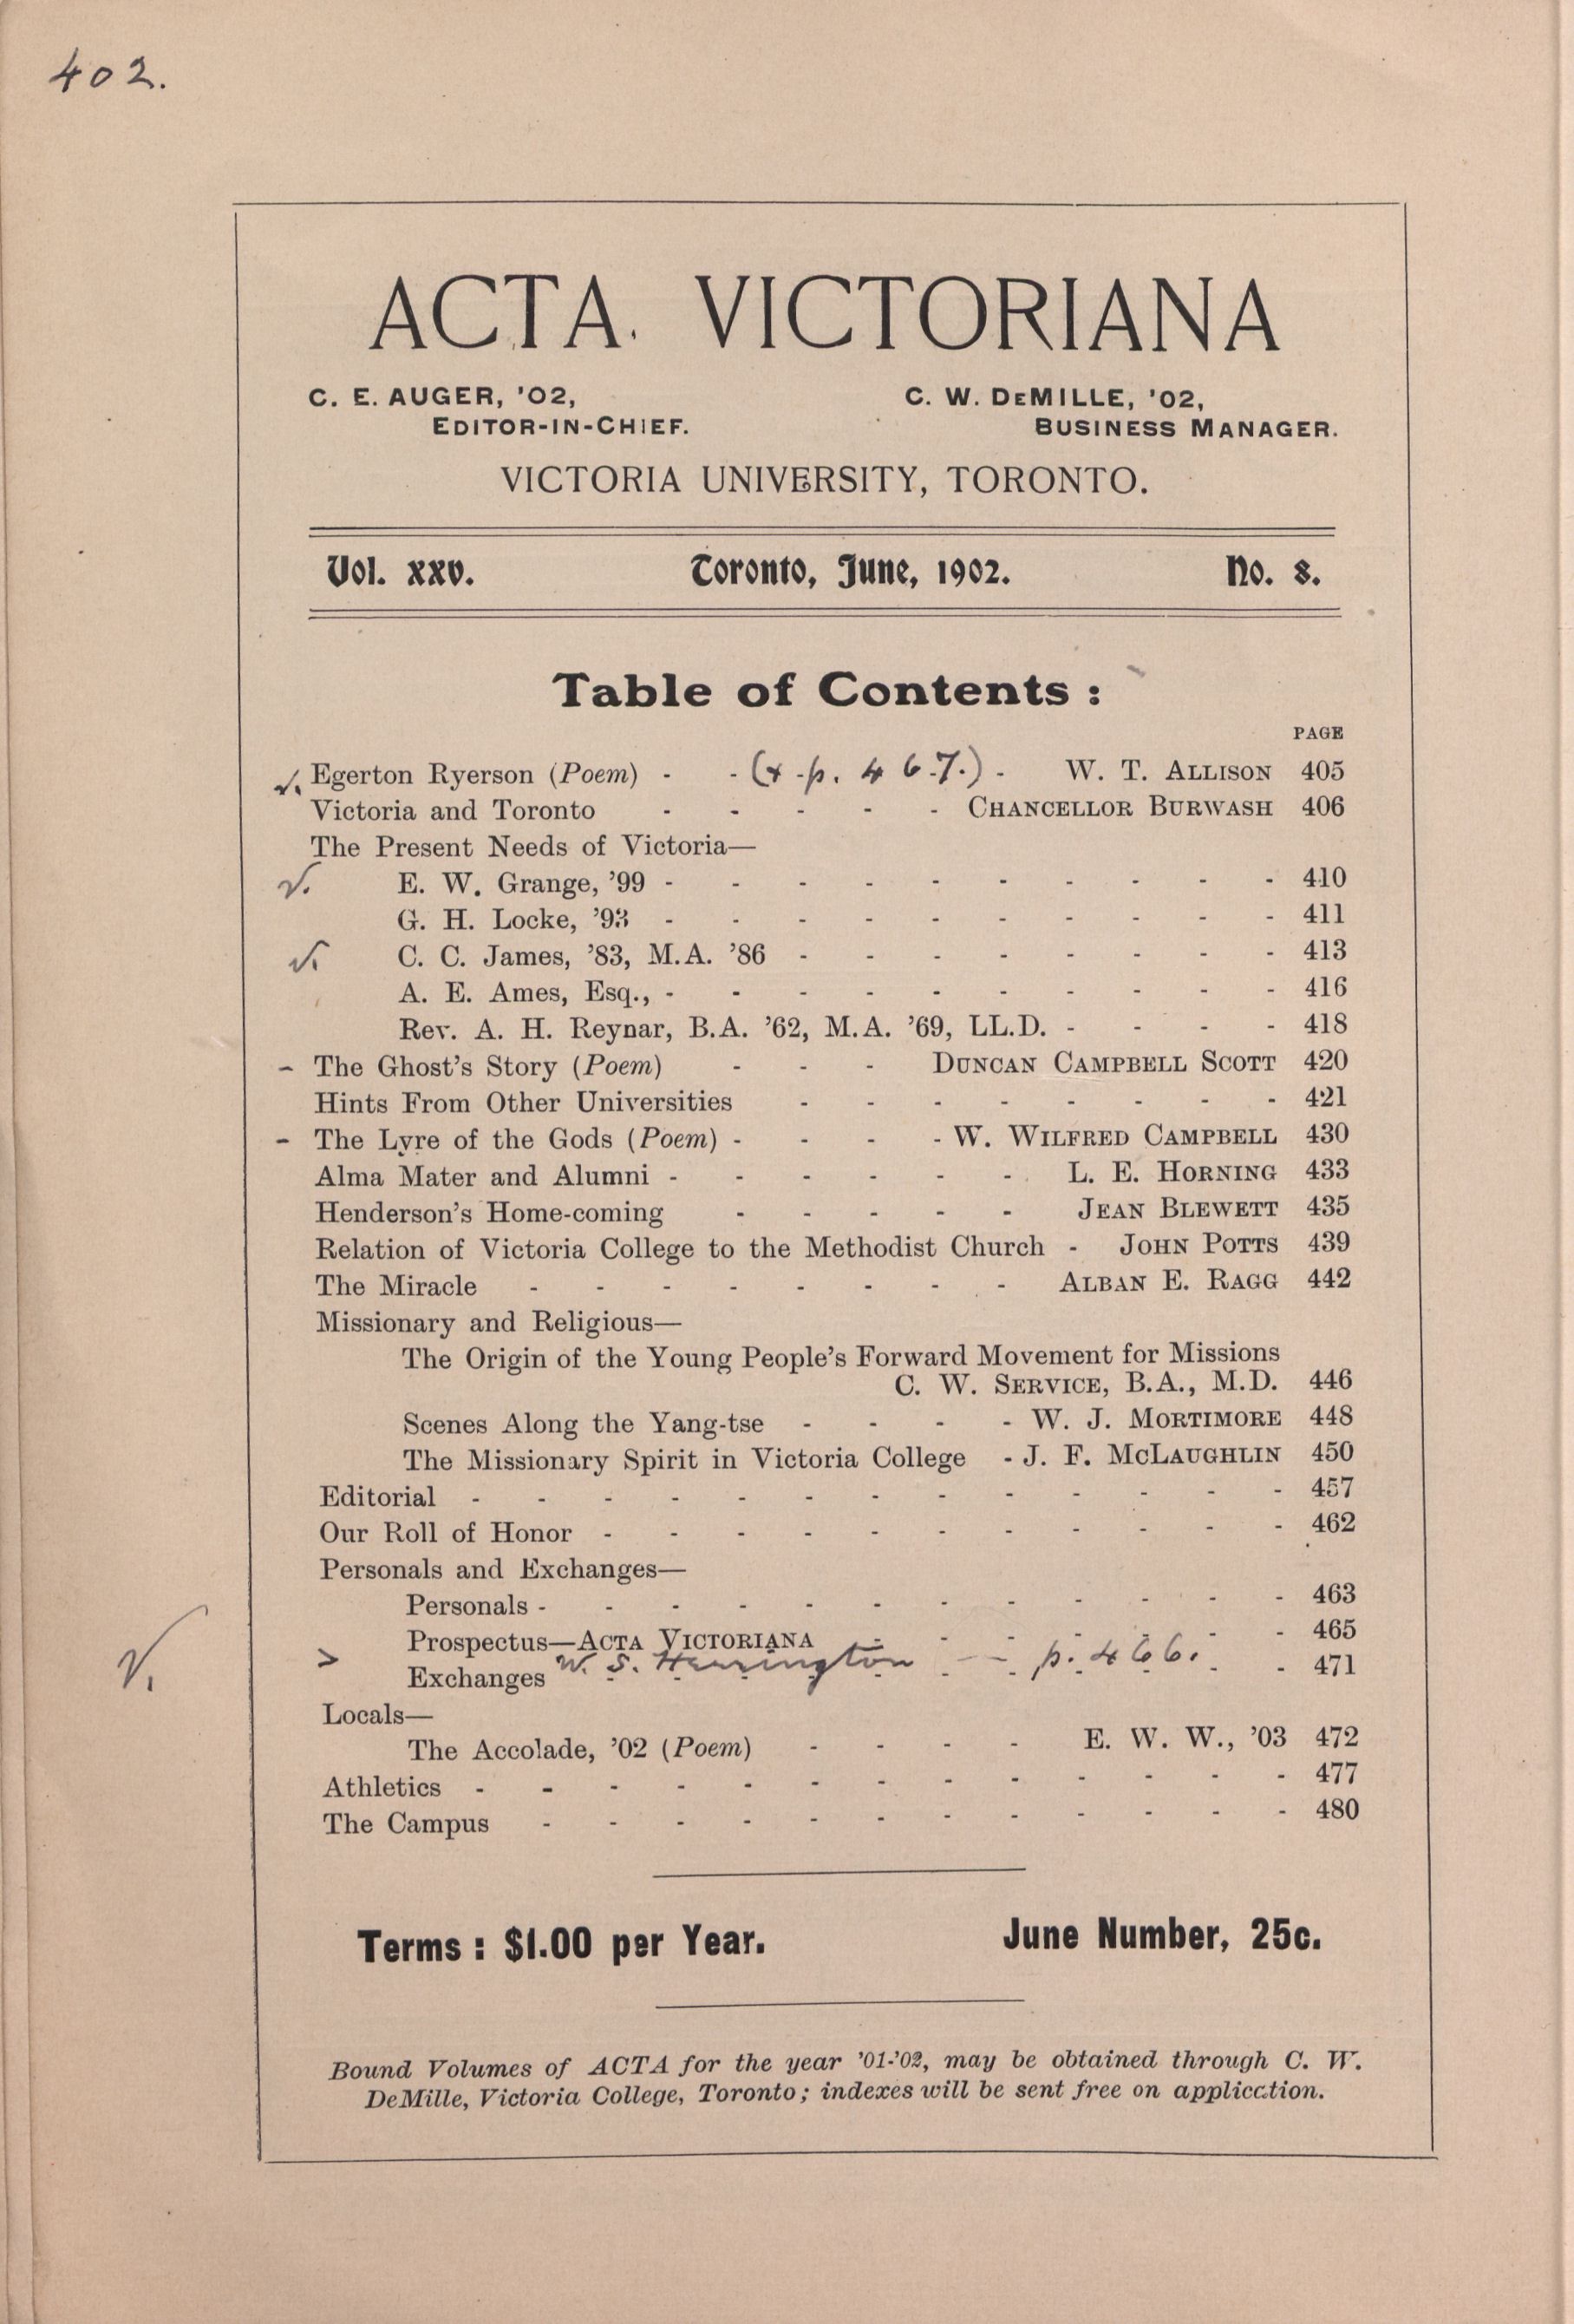 402.
ACTA VICTORIANA
C. E. AUGER, '02,
EDITOR-IN-CHIEF.
C. W. DEMILLE, '02,
BUSINESS MANAGER.
VICTORIA UNIVERSITY, TORONTO.
Vol. XXV. Toronto, June, 1902. No. 8.
Table of Contents :
PAGE
√. Egerton Ryerson (Poem) - - (+ p. 467.) - W. T. ALLISON 405
Victoria and Toronto - - - - - CHANCELLOR BURWASH 406
The Present Needs of Victoria—
√. E. W. Grange, '99 - - - - - - - - - - 410
G. H. Locke, '93 - - - - - - - - - - 411
√. C. C. James, '83, M.A. '86 - - - - - - - - 413
A. E. Ames, Esq., - - - - - - - - - - 416
Rev. A. H. Reynar, B.A. '62, M.A. '69, LL.D. - - - - 418
- The Ghost's Story (Poem) - - - DUNCAN CAMPBELL SCOTT 420
Hints From Other Universities - - - - - - - - 421
- The Lyre of the Gods (Poem) - - - - W. WILFRED CAMPBELL 430
Alma Mater and Alumni - - - - - - L. E. HORNING 433
Henderson's Home-coming - - - - - JEAN BLEWETT 435
Relation of Victoria College to the Methodist Church - JOHN POTTS 439
The Miracle - - - - - - - - ALBAN E. RAGG 442
Missionary and Religious—
The Origin of the Young People's Forward Movement for Missions
C. W. SERVICE, B.A., M.D. 446
Scenes Along the Yang-tse - - - - W. J. MORTIMORE 448
The Missionary Spirit in Victoria College - J. F. MCLAUGHLIN 450
Editorial - - - - - - - - - - - - - 457
Our Roll of Honor - - - - - - - - - - - 462
Personals and Exchanges—
Personals - - - - - - - - - - - - 463
Prospectus—ACTA VICTORIANA - - - - - - - 465
√. > W. S. Herrington — p. 466.
Exchanges - - - - - - - - - - - 471
Locals—
The Accolade, '02 (Poem) - - - - E. W. W., '03 472
Athletics - - - - - - - - - - - - - 477
The Campus - - - - - - - - - - - - 480
Terms : $1.00 per Year. June Number, 25c.
Bound Volumes of ACTA for the year '01-'02, may be obtained through C. W.
DeMille, Victoria College, Toronto; indexes will be sent free on application.